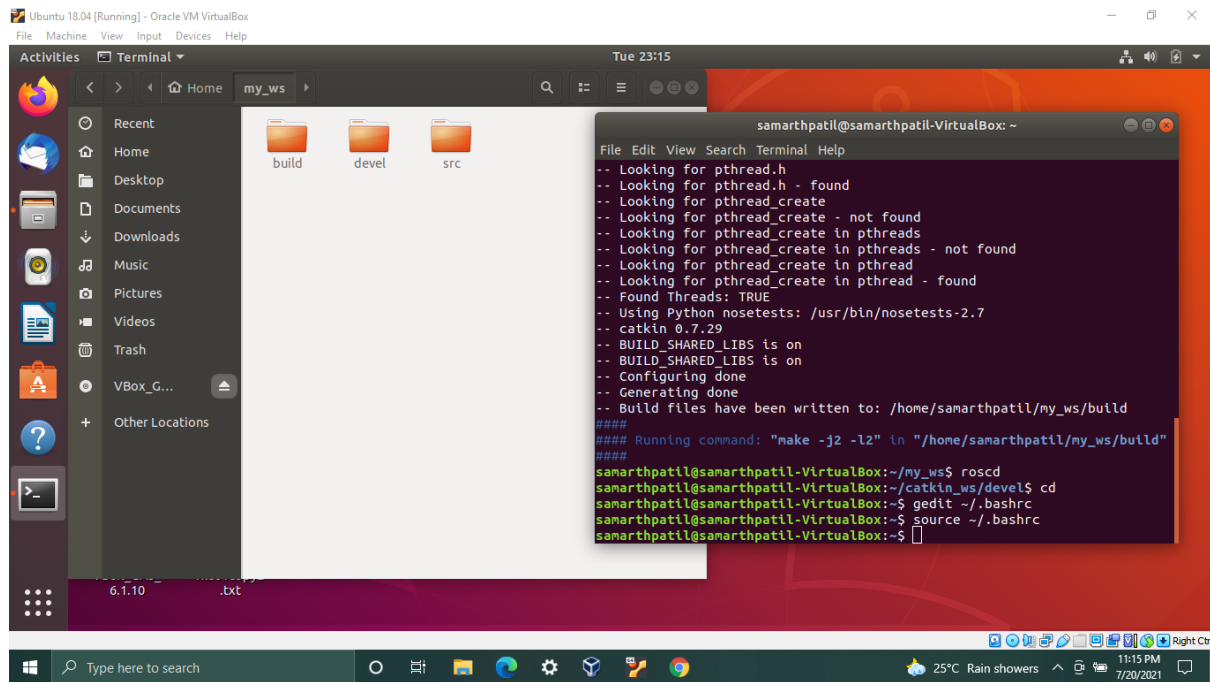 Ubuntu 18.04 [Running] - Oracle VM VirtualBox
File Machine View Input Devices Help
Activities Terminal Tue 23:15
Home my_ws
Recent
Home
Desktop
Documents
Downloads
Music
Pictures
Videos
Trash
VBox_G...
Other Locations
build devel src
samarthpatil@samarthpatil-VirtualBox: ~
File Edit View Search Terminal Help
-- Looking for pthread.h
-- Looking for pthread.h - found
-- Looking for pthread_create
-- Looking for pthread_create - not found
-- Looking for pthread_create in pthreads
-- Looking for pthread_create in pthreads - not found
-- Looking for pthread_create in pthread
-- Looking for pthread_create in pthread - found
-- Found Threads: TRUE
-- Using Python nosetests: /usr/bin/nosetests-2.7
-- catkin 0.7.29
-- BUILD_SHARED_LIBS is on
-- BUILD_SHARED_LIBS is on
-- Configuring done
-- Generating done
-- Build files have been written to: /home/samarthpatil/my_ws/build
####
#### Running command: "make -j2 -l2" in "/home/samarthpatil/my_ws/build"
####
samarthpatil@samarthpatil-VirtualBox:~/my_ws$ roscd
samarthpatil@samarthpatil-VirtualBox:~/catkin_ws/devel$ cd
samarthpatil@samarthpatil-VirtualBox:~$ gedit ~/.bashrc
samarthpatil@samarthpatil-VirtualBox:~$ source ~/.bashrc
samarthpatil@samarthpatil-VirtualBox:~$
6.1.10 .txt
Right Ctr
Type here to search
25°C Rain showers
11:15 PM
7/20/2021